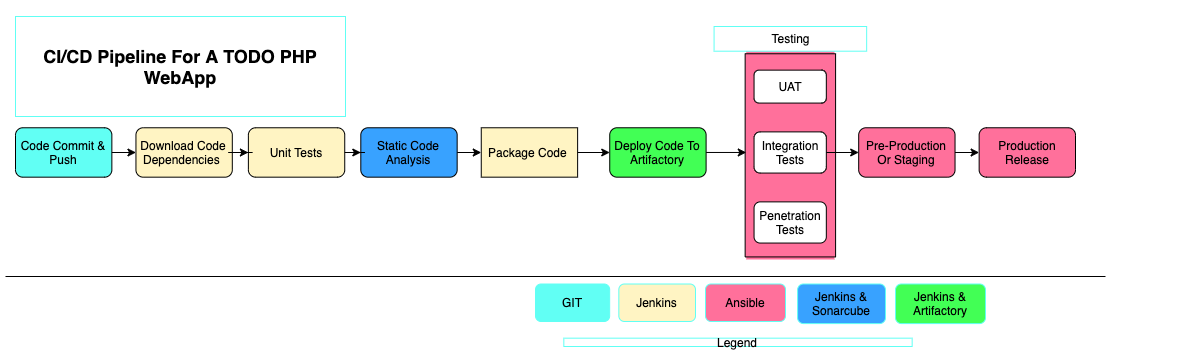 CI/CD Pipeline For A TODO PHP
WebApp
Testing
UAT
Code Commit &
Push
Download Code
Dependencies
Unit Tests
Static Code
Analysis
Package Code
Deploy Code To
Artifactory
Integration
Tests
Pre-Production
Or Staging
Production
Release
Penetration
Tests
GIT
Jenkins
Ansible
Jenkins &
Sonarcube
Jenkins &
Artifactory
Legend